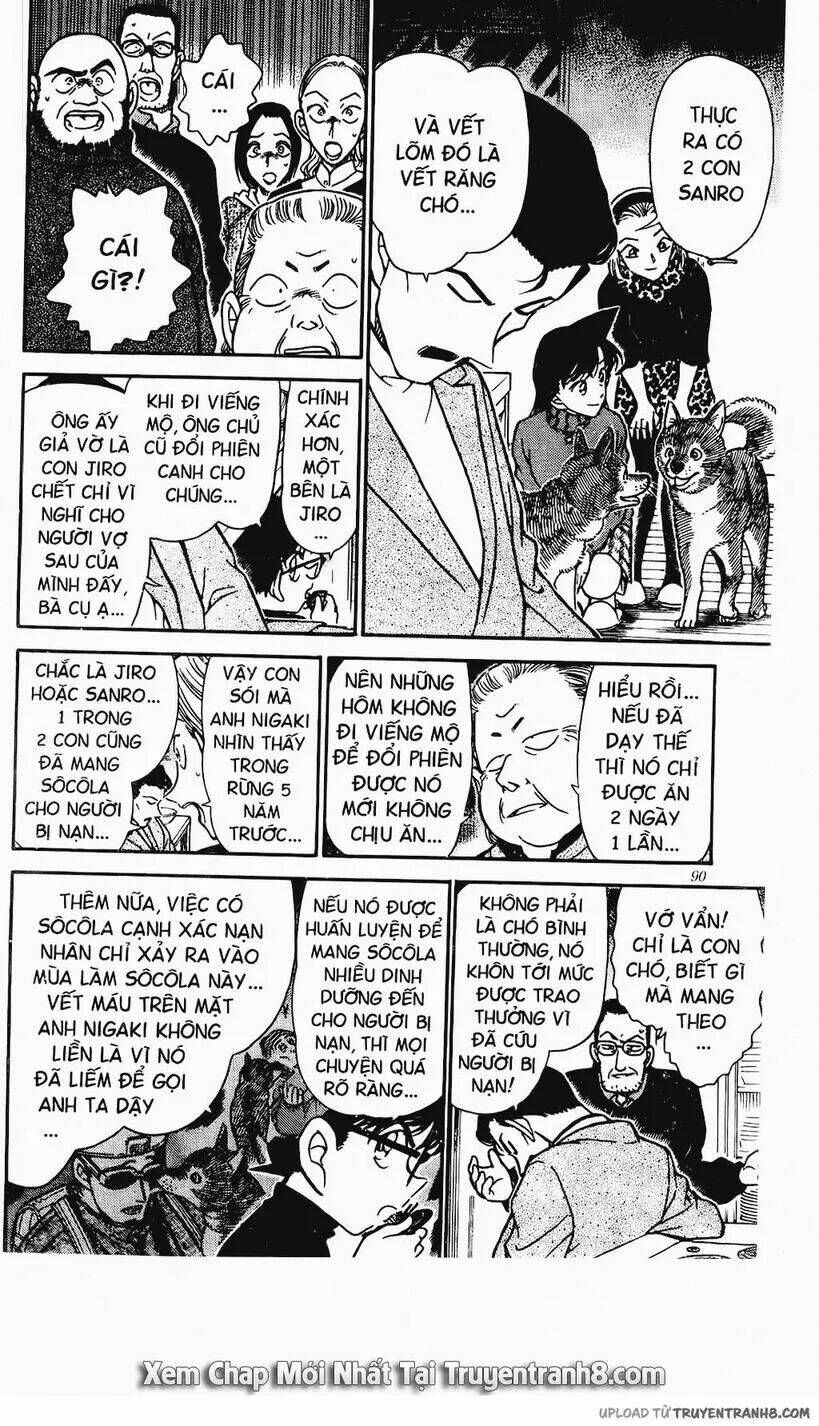 THỰC
RA CÓ
2 CON
SANRO
VÀ VẾT
LÕM ĐÓ LÀ
VẾT RĂNG
CHÓ...
CÁI
...
CÁI
GÌ?!
CHÍNH
XÁC
HƠN,
MỘT
BÊN LÀ
JIRO
...
KHI ĐI VIẾNG
MỘ, ÔNG CHỦ
CŨ ĐỔI PHIÊN
CANH CHO
CHÚNG...
ÔNG ẤY
GIẢ VỜ LÀ
CON JIRO
CHẾT CHỈ VÌ
NGHĨ CHO
NGƯỜI VỢ
SAU CỦA
MÌNH ĐẤY,
BÀ CỤ Ạ...
HIỂU RỒI...
NẾU ĐÃ
DẠY THẾ
THÌ NÓ CHỈ
ĐƯỢC ĂN
2 NGÀY
1 LẦN...
NÊN NHỮNG
HÔM KHÔNG
ĐI VIẾNG MỘ
ĐỂ ĐỔI PHIÊN
ĐƯỢC NÓ
MỚI KHÔNG
CHỊU ĂN...
VẬY CON
SÓI MÀ
ANH NIGAKI
NHÌN THẤY
TRONG
RỪNG 5
NĂM
TRƯỚC...
CHẮC LÀ JIRO
HOẶC SANRO...
1 TRONG
2 CON CŨNG
ĐÃ MANG
SÔCÔLA
CHO NGƯỜI
BỊ NẠN...
90
VỚ VẨN!
CHỈ LÀ CON
CHÓ, BIẾT GÌ
MÀ MANG
THEO
...
KHÔNG PHẢI
LÀ CHÓ BÌNH
THƯỜNG, NÓ
KHÔN TỚI MỨC
ĐƯỢC TRAO
THƯỞNG VÌ
ĐÃ CỨU
NGƯỜI BỊ
NẠN!
NẾU NÓ ĐƯỢC
HUẤN LUYỆN ĐỂ
MANG SÔCÔLA
NHIỀU DINH
DƯỠNG ĐẾN
CHO NGƯỜI BỊ
NẠN, THÌ MỌI
CHUYỆN QUÁ
RÕ RÀNG...
THÊM NỮA, VIỆC CÓ
SÔCÔLA CẠNH XÁC NẠN
NHÂN CHỈ XẢY RA VÀO
MÙA LÀM SÔCÔLA NÀY...
VẾT MÁU TRÊN MẶT
ANH NIGAKI KHÔNG
LIỀN LÀ VÌ NÓ
ĐÃ LIẾM ĐỂ GỌI
ANH TA DẬY
...
Xem Chap Mới Nhất Tại Truyentranh8.com
UPLOAD TỪ TRUYENTRANH8.COM